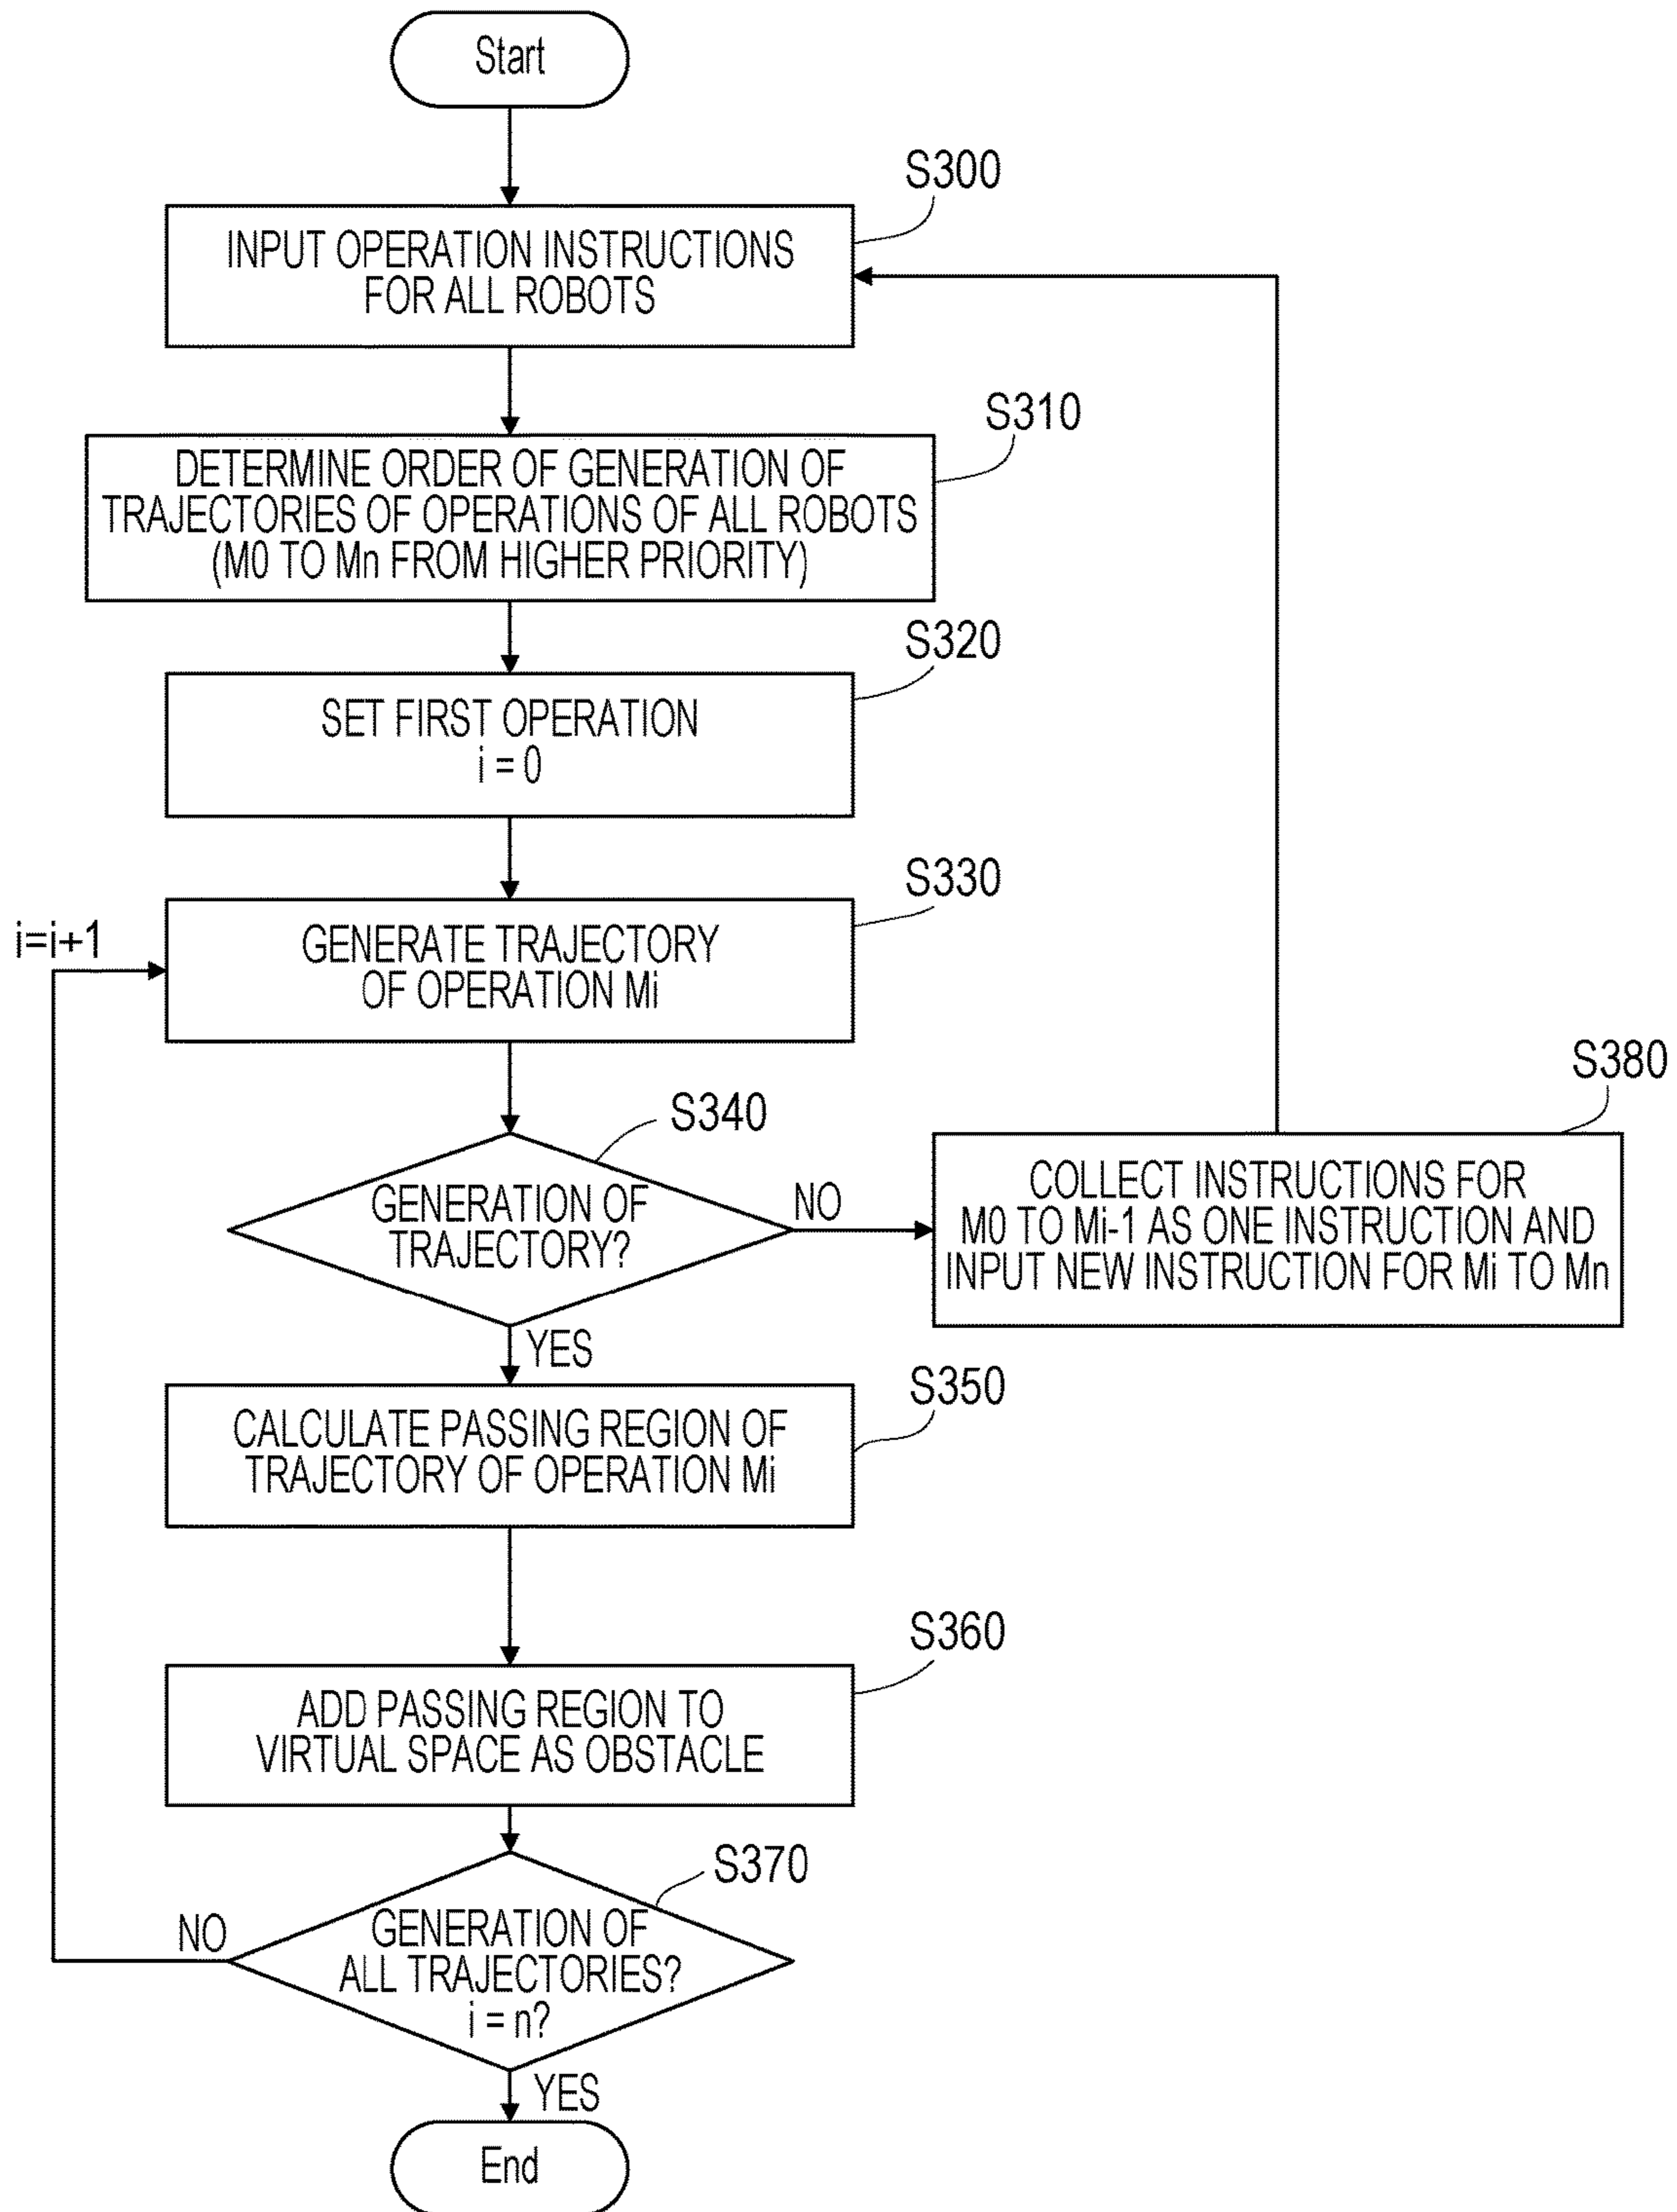 Start
S300
INPUT OPERATION INSTRUCTIONS
FOR ALL ROBOTS
S310
DETERMINE ORDER OF GENERATION OF
TRAJECTORIES OF OPERATIONS OF ALL ROBOTS
(M0 TO Mn FROM HIGHER PRIORITY)
S320
SET FIRST OPERATION
i = 0
S330
i=i+1
GENERATE TRAJECTORY
OF OPERATION Mi
S340
GENERATION OF
TRAJECTORY?
NO
S380
COLLECT INSTRUCTIONS FOR
M0 TO Mi-1 AS ONE INSTRUCTION AND
INPUT NEW INSTRUCTION FOR Mi TO Mn
YES
S350
CALCULATE PASSING REGION OF
TRAJECTORY OF OPERATION Mi
S360
ADD PASSING REGION TO
VIRTUAL SPACE AS OBSTACLE
S370
NO
GENERATION OF
ALL TRAJECTORIES?
i = n?
YES
End